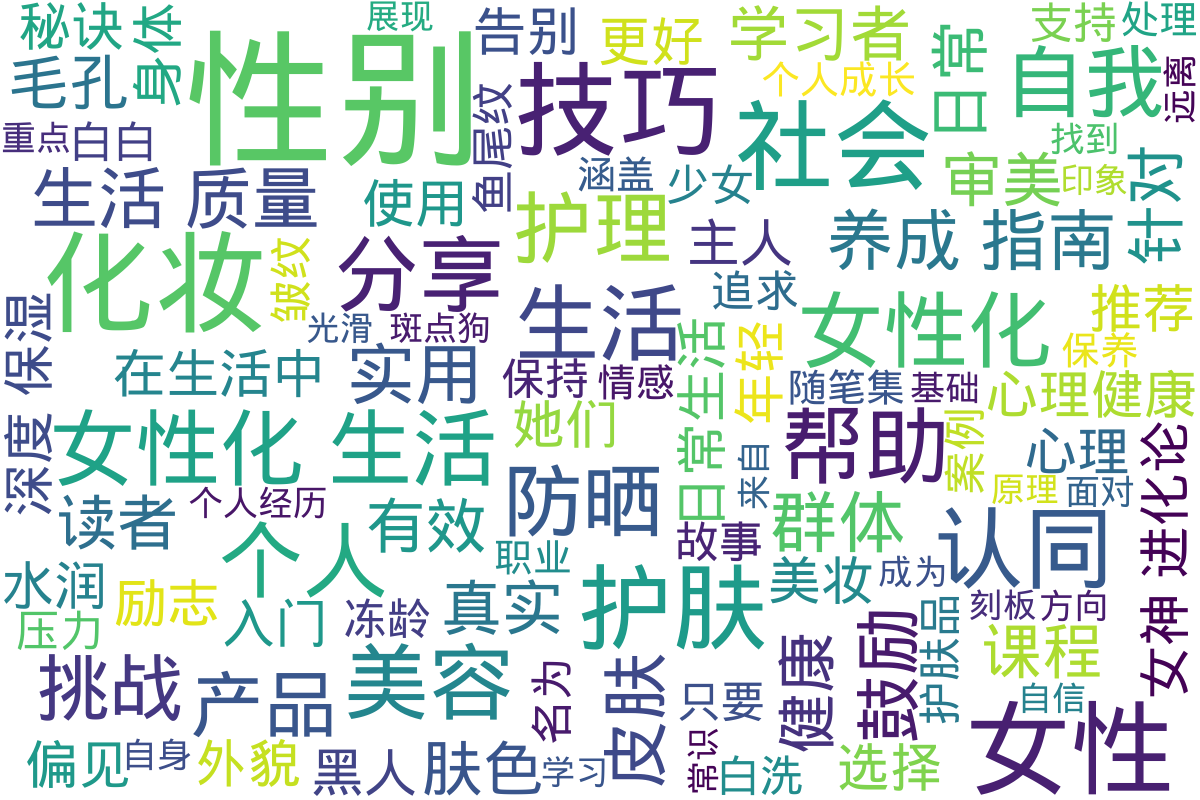 秘诀
身体
展现
告别
更好
学习者
日常
支持
处理
毛孔
性别
技巧
个人成长
自我
远离
重点
白白
鱼尾纹
社会
找到
生活
质量
使用
涵盖
少女
审美
印象
针对
护理
主人
养成
指南
化妆
皱纹
分享
追求
生活
女性化
推荐
保湿
光滑
斑点狗
日常生活
年轻
保养
在生活中
实用
保持
情感
随笔集
基础
心理健康
她们
深度
女性化
生活
帮助
案例
心理
进化论
防晒
来自
原理
面对
读者
个人经历
有效
群体
个人
故事
认同
职业
水润
励志
护肤
美妆
成为
入门
冻龄
真实
刻板
方向
压力
护肤品
课程
女神
挑战
产品
美容
名为
皮肤
只要
健康
鼓励
自信
女性
偏见
自身
外貌
黑人
肤色
学习
常识
白洗
选择